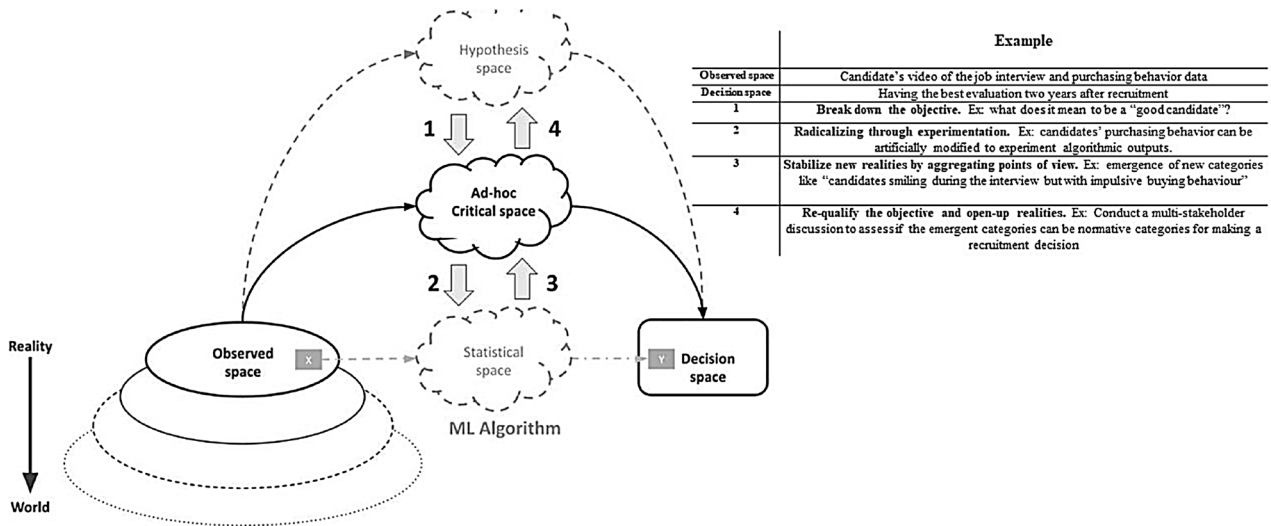 Hypothesis
space
1
4
Ad-hoc
Critical space
2
3
Reality
Observed
space
X
Statistical
space
Y
Decision
space
ML Algorithm
World
Example
Observed space
Candidate's video of the job interview and purchasing behavior data
Decision space
Having the best evaluation two years after recruitment
1
Break down the objective. Ex: what does it mean to be a "good candidate"?
2
Radicalizing through experimentation. Ex: candidates' purchasing behavior can be
artificially modified to experiment algorithmic outputs.
3
Stabilize new realities by aggregating points of view. Ex: emergence of new categories
like "candidates smiling during the interview but with impulsive buying behaviour"
4
Re-qualify the objective and open-up realities. Ex: Conduct a multi-stakeholder
discussion to assessif the emergent categories can be normative categories for making a
recruitment decision